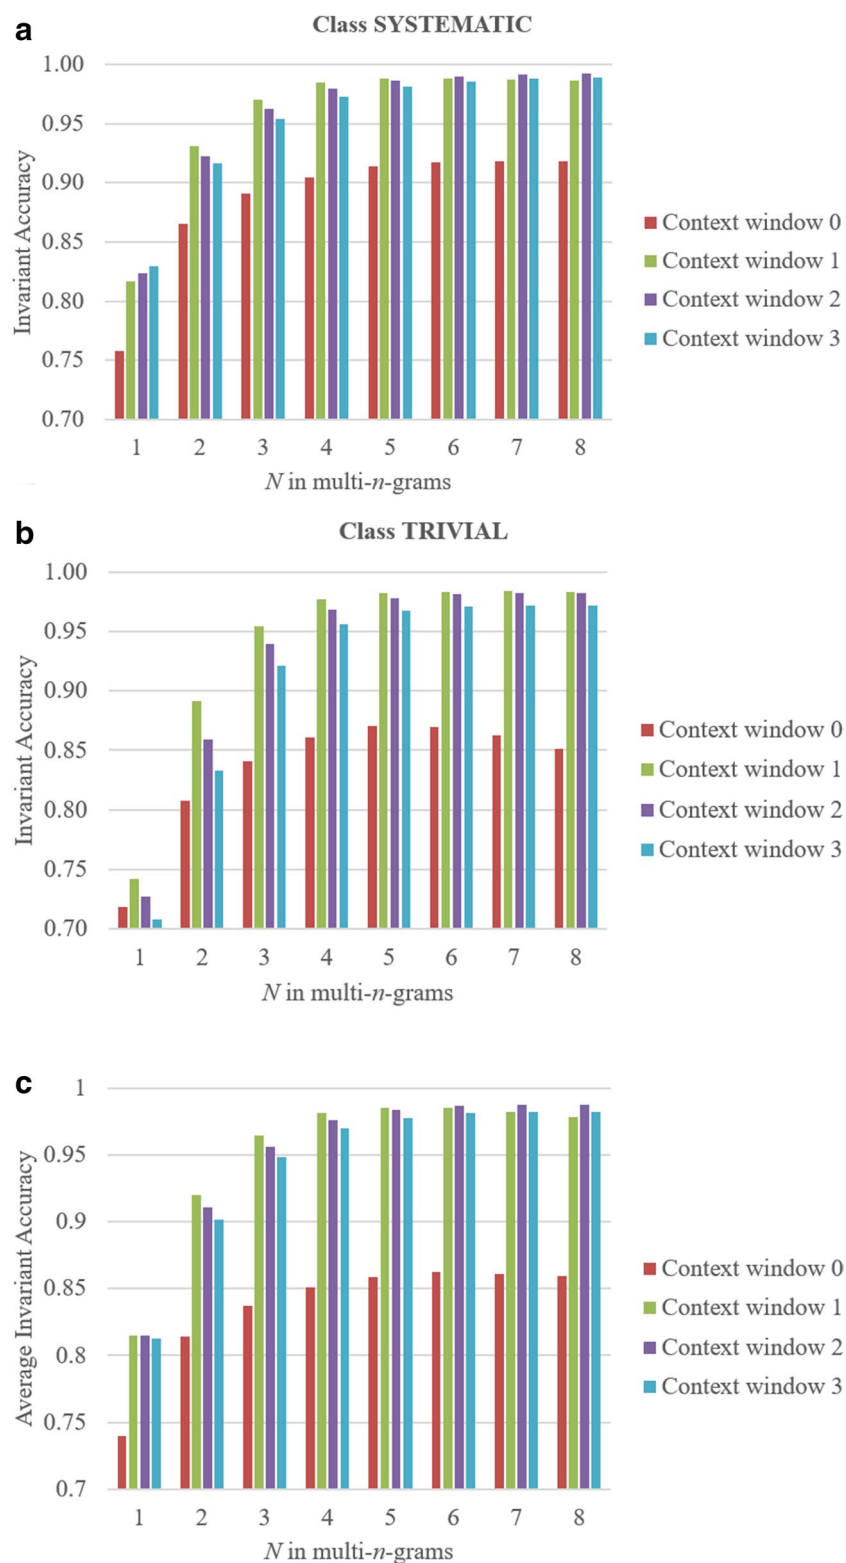 a
Class SYSTEMATIC
1.00
0.95
0.90
0.85
0.80
0.75
0.70
Invariant Accuracy
1 2 3 4 5 6 7 8
N in multi-n-grams
Context window 0
Context window 1
Context window 2
Context window 3
b
Class TRIVIAL
1.00
0.95
0.90
0.85
0.80
0.75
0.70
Invariant Accuracy
1 2 3 4 5 6 7 8
N in multi-n-grams
Context window 0
Context window 1
Context window 2
Context window 3
c
1
0.95
0.9
0.85
0.8
0.75
0.7
Average Invariant Accuracy
1 2 3 4 5 6 7 8
N in multi-n-grams
Context window 0
Context window 1
Context window 2
Context window 3